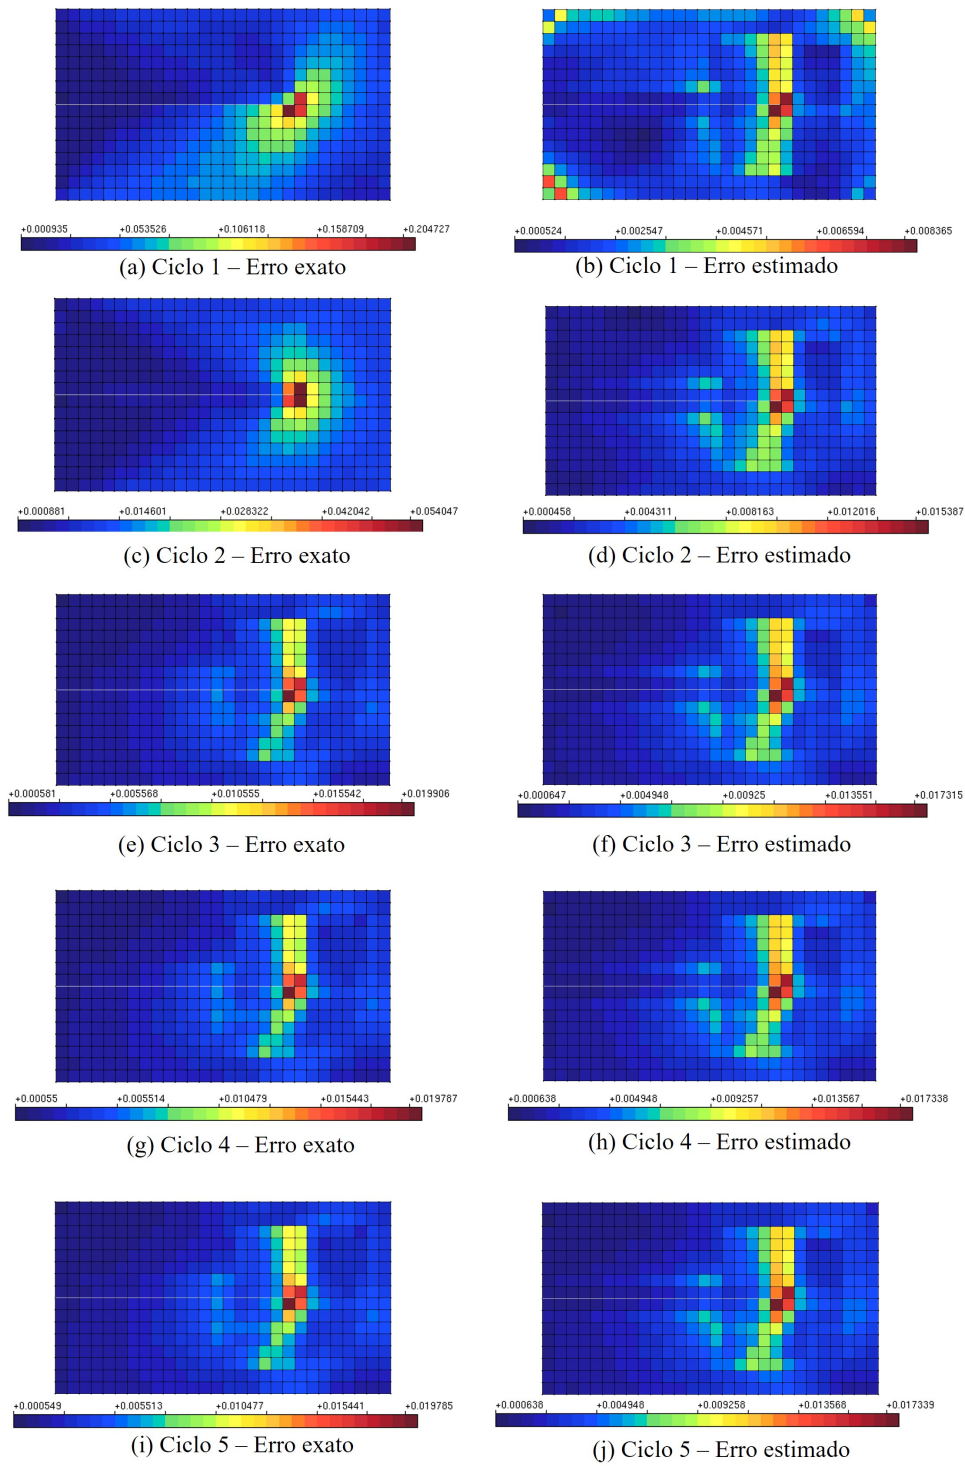 +0.000935 +0.053526 +0.106118 +0.158709 +0.204727
+0.000524 +0.002547 +0.004571 +0.006594 +0.008365
(a) Ciclo 1 – Erro exato
(b) Ciclo 1 – Erro estimado
+0.000881 +0.014601 +0.028322 +0.042042 +0.054047
+0.000458 +0.004311 +0.008163 +0.012016 +0.015387
(c) Ciclo 2 – Erro exato
(d) Ciclo 2 – Erro estimado
+0.000581 +0.005568 +0.010555 +0.015542 +0.019906
+0.000647 +0.004948 +0.00925 +0.013551 +0.017315
(e) Ciclo 3 – Erro exato
(f) Ciclo 3 – Erro estimado
+0.00055 +0.005514 +0.010479 +0.015443 +0.019787
+0.000638 +0.004948 +0.009257 +0.013567 +0.017338
(g) Ciclo 4 – Erro exato
(h) Ciclo 4 – Erro estimado
+0.000549 +0.005513 +0.010477 +0.015441 +0.019785
+0.000638 +0.004948 +0.009258 +0.013568 +0.017339
(i) Ciclo 5 – Erro exato
(j) Ciclo 5 – Erro estimado